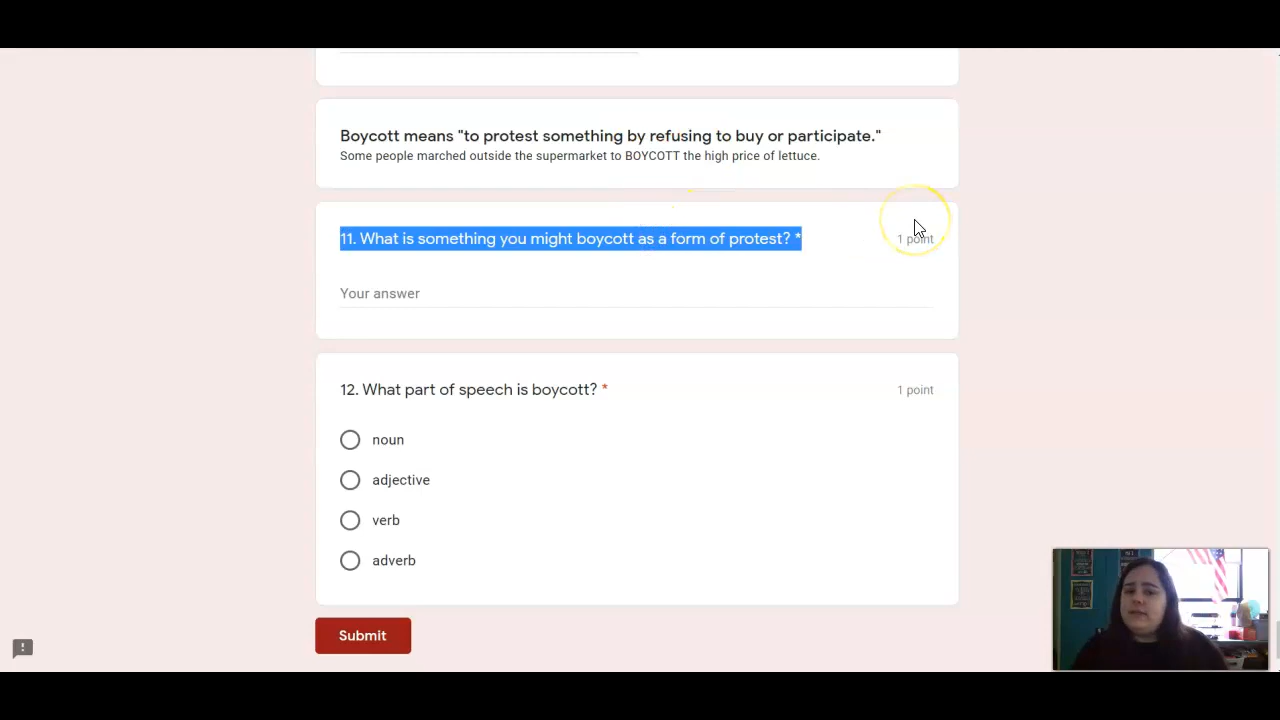 Boycott means "to protest something by refusing to buy or participate."
Some people marched outside the supermarket to BOYCOTT the high price of lettuce.
11. What is something you might boycott as a form of protest? *
1 point
Your answer
12. What part of speech is boycott? *
1 point
noun
adjective
verb
adverb
Submit